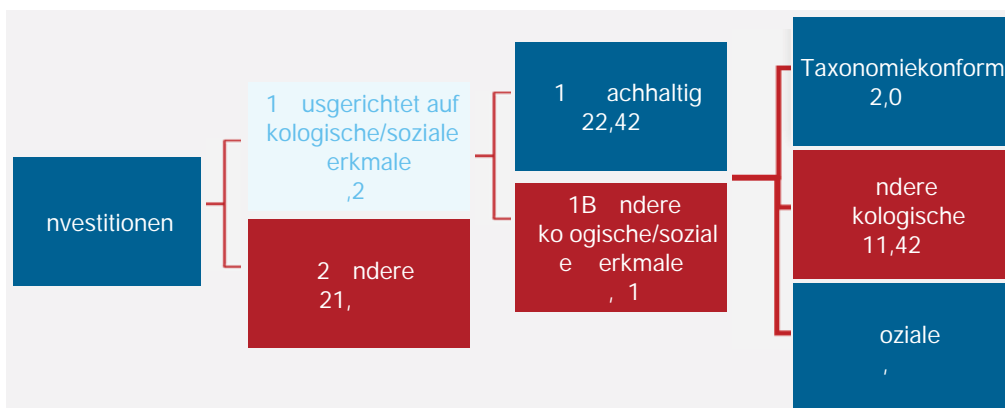 nvestitionen
1 usgerichtet auf
kologische/soziale
erkmale
,2
2 ndere
21,
1 achhaltig
22,42
1B ndere
ko ogische/sozial
e erkmale
, 1
Taxonomiekonform
2,0
ndere
kologische
11,42
oziale
,